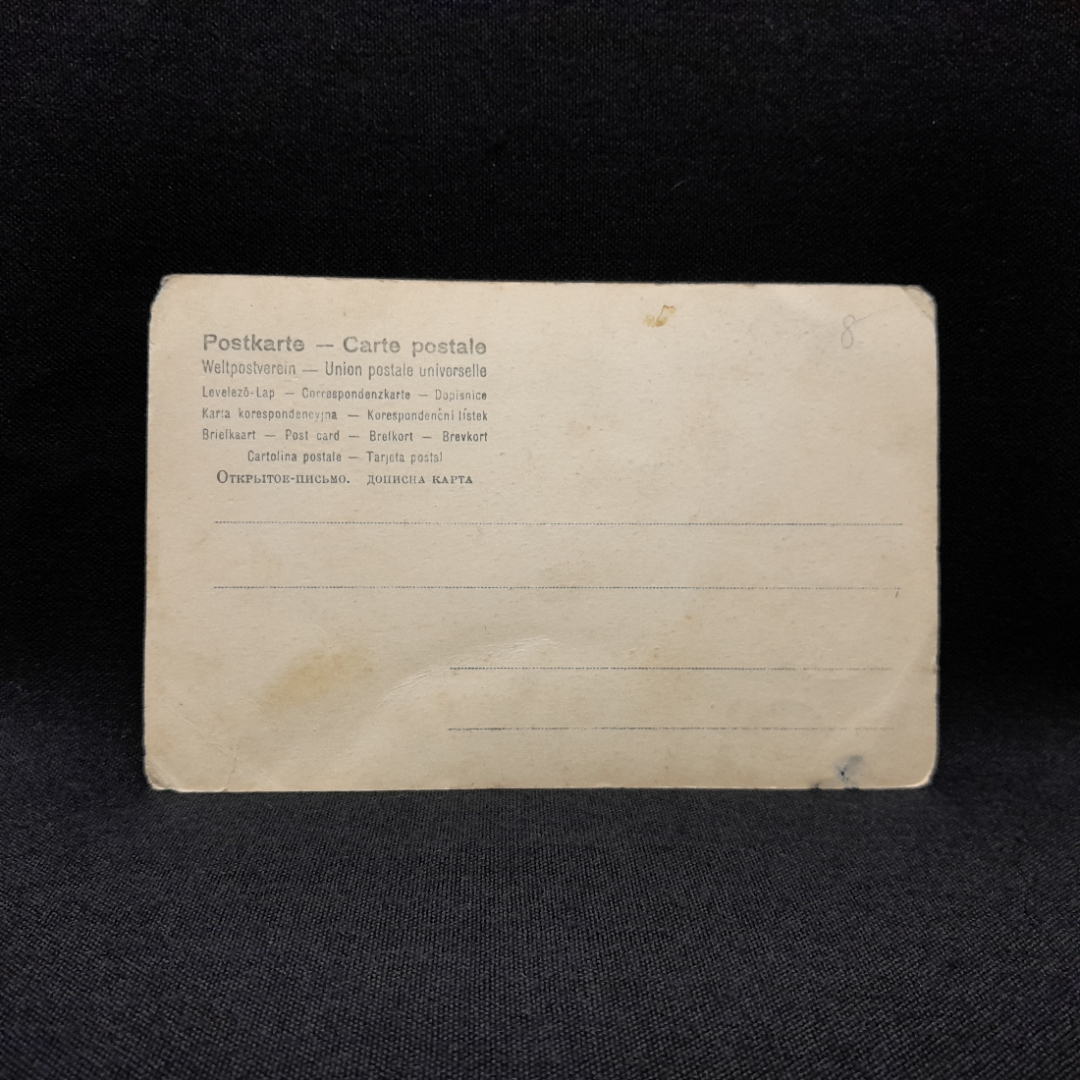 Postkarte — Carte postale
Weltpostverein — Union postale universelle
Levelező-Lap — Correspondenzkarte — Dopisnice
Karta korespondencyjna — Korespondenční lístek
Briefkaart — Post card — Brefkort — Brevkort
Cartolina postale — Tarjeta postal
Открытое-письмо. дописна карта
8